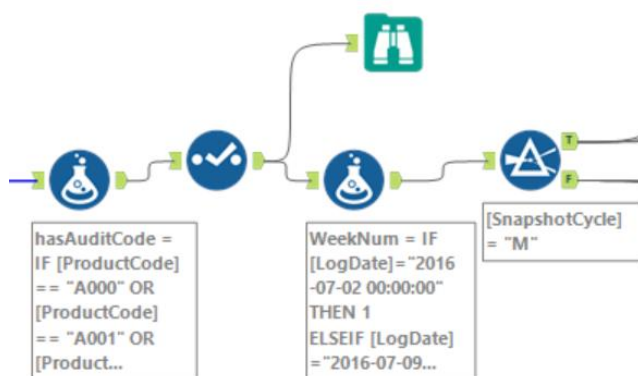 T
F
hasAuditCode =
IF [ProductCode]
== "A000" OR
[ProductCode]
== "A001" OR
[Product...
WeekNum = IF
[LogDate]="2016
-07-02 00:00:00"
THEN 1
ELSEIF [LogDate]
="2016-07-09...
[SnapshotCycle]
= "M"